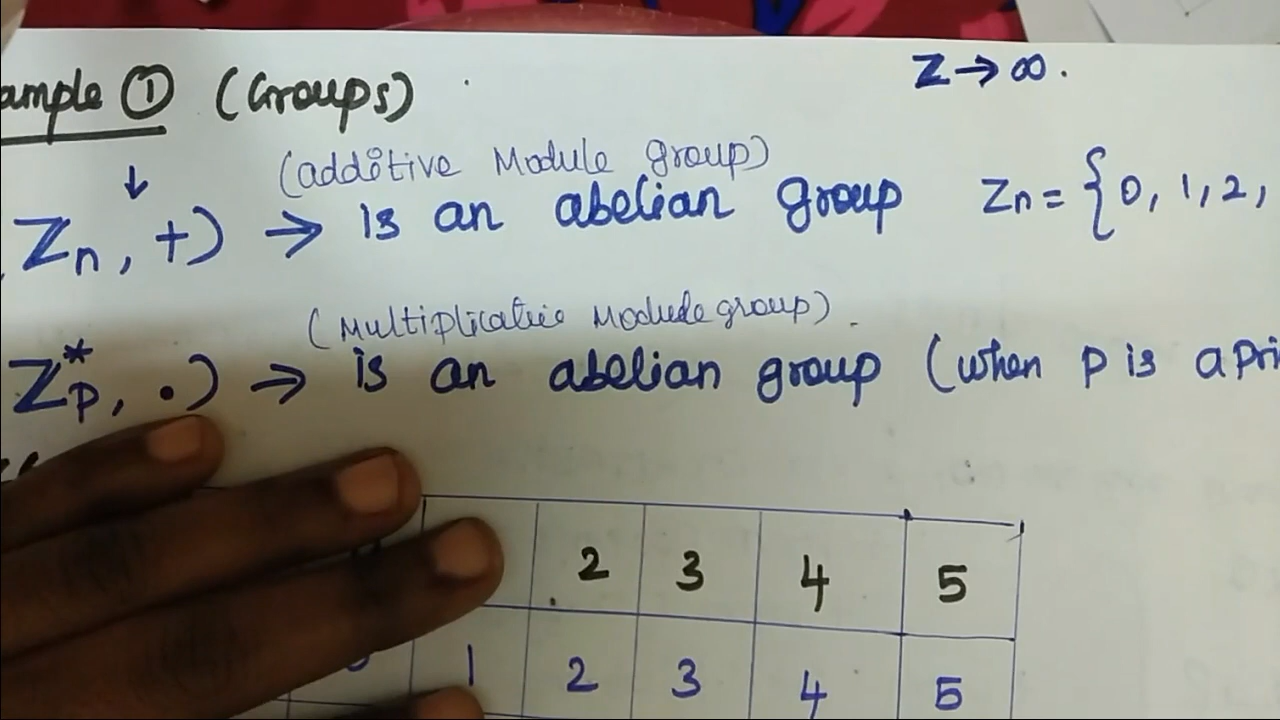 ample ① (Groups)
Z → ∞.
(additive Module group)
Zn, +) → is an abelian group
Zn = { 0, 1, 2,
(Multiplicative Module group).
Z*p, ·) → is an abelian group (when p is a pri
2 3 4 5
1 2 3 4 5